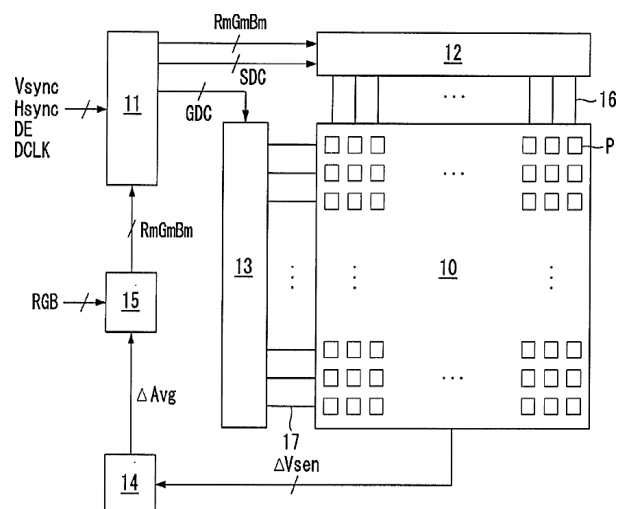 RmGmBm
12
SDC
Vsync
Hsync
DE
DCLK
11
GDC
...
16
P
RmGmBm
13
...
10
RGB
15
ΔAvg
...
17
ΔVsen
14